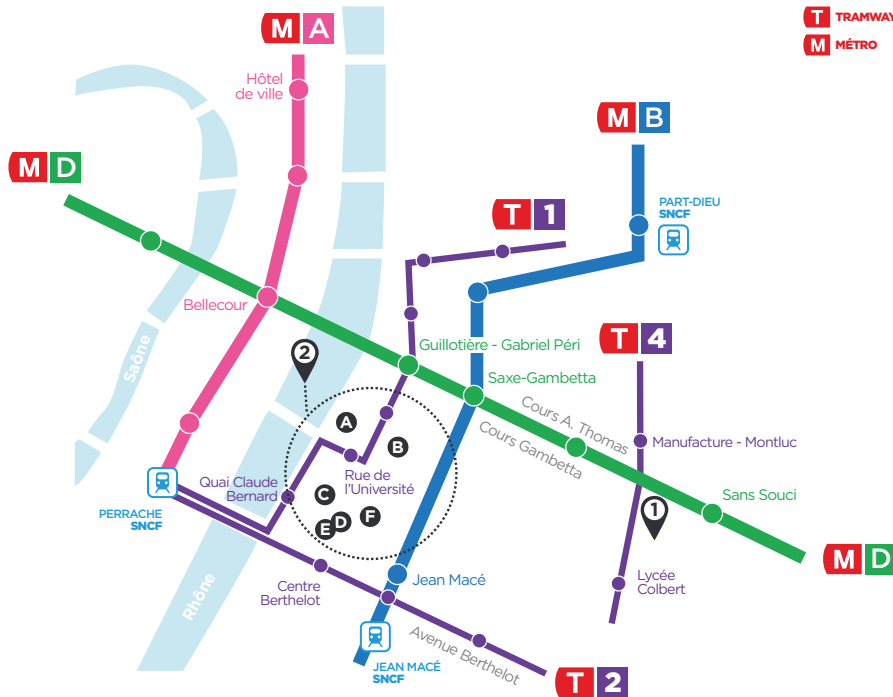 T TRAMWAY
M MÉTRO
M A
Hôtel
de ville
M B
M D
PART-DIEU
SNCF
T 1
Bellecour
Saône
Guillotière - Gabriel Péri
T 4
2
Saxe-Gambetta
Cours A. Thomas
Cours Gambetta
A
B
Manufacture - Montluc
Quai Claude
Bernard
Rue de
l'Université
C
D
E
F
Sans Souci
1
PERRACHE
SNCF
M D
Rhône
Centre
Berthelot
Jean Macé
Lycée
Colbert
Avenue Berthelot
JEAN MACÉ
SNCF
T 2